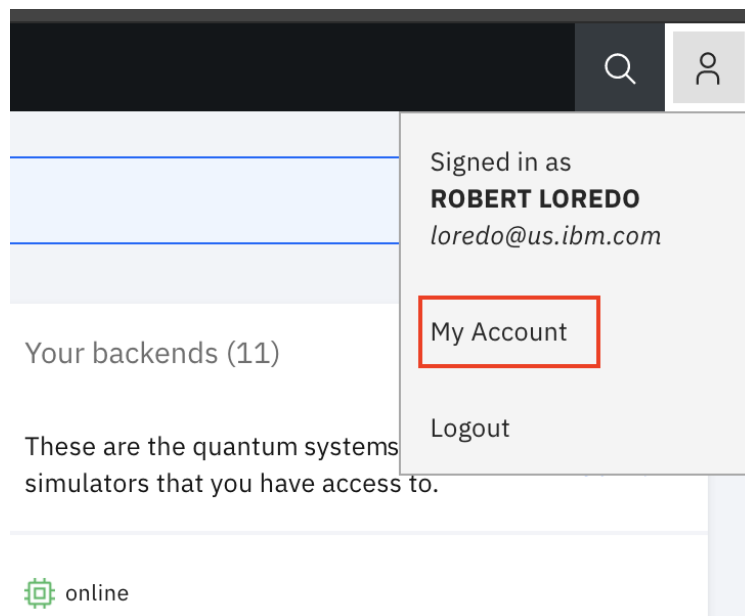 Signed in as
ROBERT LOREDO
loredo@us.ibm.com
My Account
Logout
Your backends (11)
These are the quantum systems
simulators that you have access to.
online